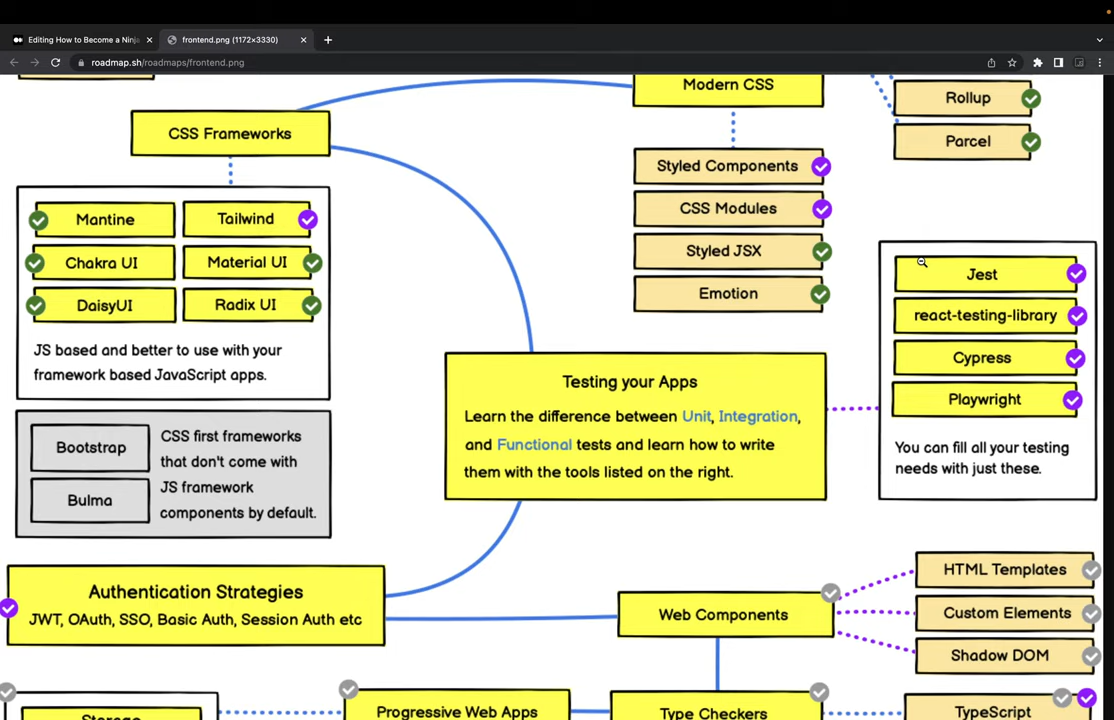 Editing How to Become a Ninja
frontend.png (1172×3330)
roadmap.sh/roadmaps/frontend.png
Modern CSS
Rollup
Parcel
CSS Frameworks
Styled Components
CSS Modules
Styled JSX
Emotion
Mantine
Tailwind
Chakra UI
Material UI
DaisyUI
Radix UI
JS based and better to use with your
framework based JavaScript apps.
Jest
react-testing-library
Cypress
Playwright
You can fill all your testing
needs with just these.
Testing your Apps
Learn the difference between Unit, Integration,
and Functional tests and learn how to write
them with the tools listed on the right.
Bootstrap
Bulma
CSS first frameworks
that don't come with
JS framework
components by default.
Authentication Strategies
JWT, OAuth, SSO, Basic Auth, Session Auth etc
Web Components
HTML Templates
Custom Elements
Shadow DOM
Storage
Progressive Web Apps
Type Checkers
TypeScript